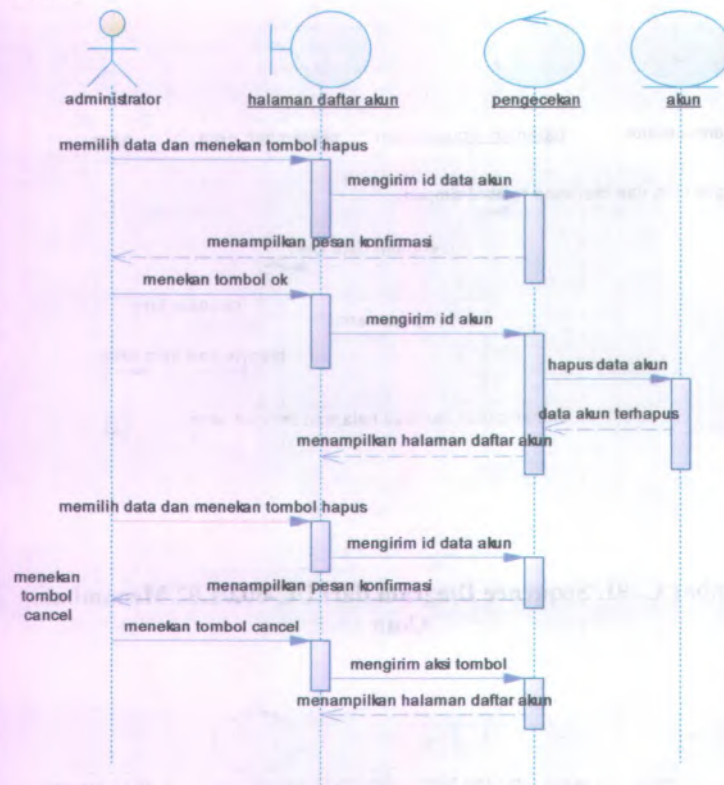 administrator
halaman daftar akun
pengecekan
akun
memilih data dan menekan tombol hapus
mengirim id data akun
menampilkan pesan konfirmasi
menekan tombol ok
mengirim id akun
hapus data akun
data akun terhapus
menampilkan halaman daftar akun
memilih data dan menekan tombol hapus
mengirim id data akun
menekan
tombol
cancel
menampilkan pesan konfirmasi
menekan tombol cancel
mengirim aksi tombol
menampilkan halaman daftar akun